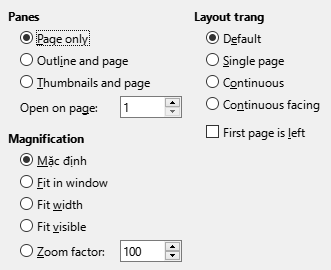 Panes
Page only
Outline and page
Thumbnails and page
Open on page: 1
Magnification
Mặc định
Fit in window
Fit width
Fit visible
Zoom factor: 100
Layout trang
Default
Single page
Continuous
Continuous facing
First page is left